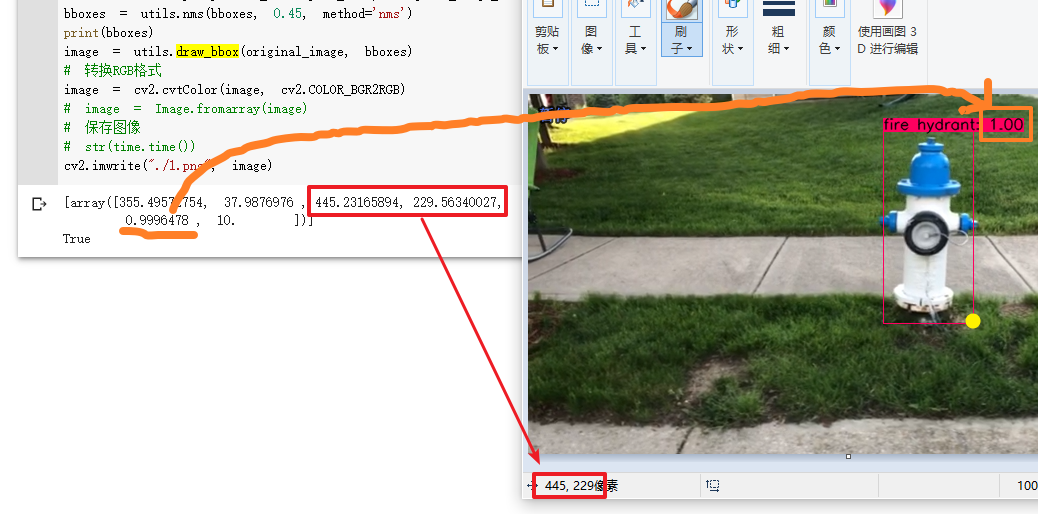 bboxes = utils.nms(bboxes, 0.45, method='nms')
print(bboxes)
image = utils.draw_bbox(original_image, bboxes)
# 转换RGB格式
image = cv2.cvtColor(image, cv2.COLOR_BGR2RGB)
# image = Image.fromarray(image)
# 保存图像
# str(time.time())
cv2.imwrite("./1.png", image)
[array([355.49572754, 37.9876976 , 445.23165894, 229.56340027,
0.9996478 , 10. ])]
True
剪贴板 图像 工具 刷子 形状 粗细 颜色 使用画图 3D 进行编辑
fire hydrant: 1.00
445, 229像素
100